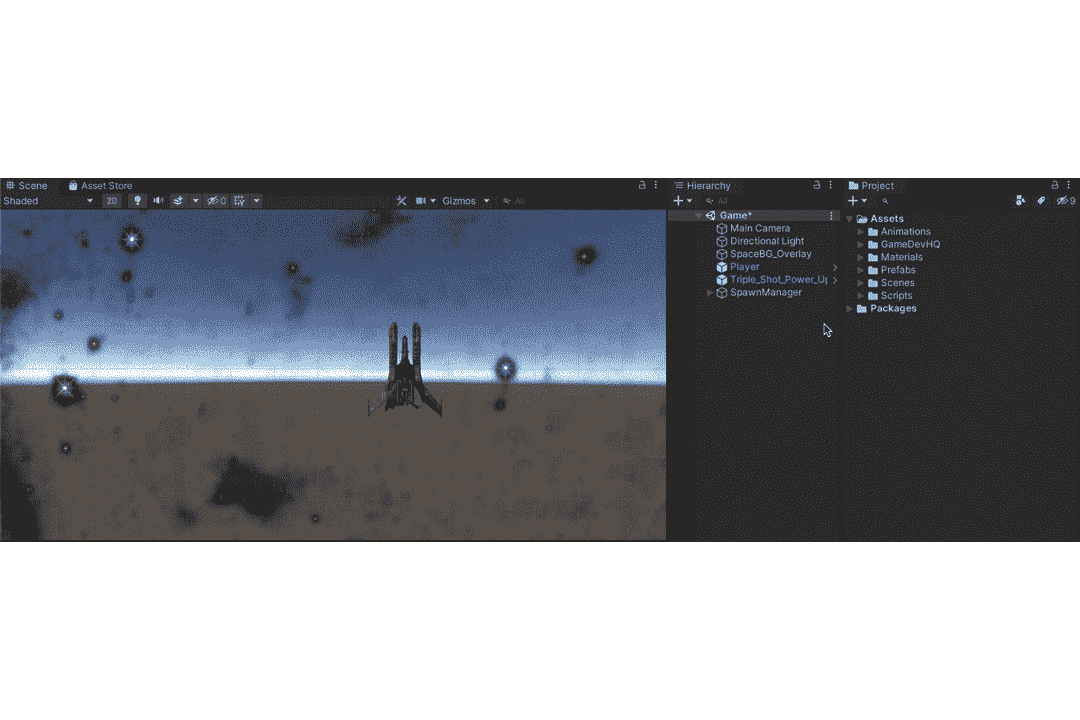 Scene Asset Store
Shaded 2D 0 Gizmos All
Hierarchy
All
Game*
Main Camera
Directional Light
SpaceBG_Overlay
Player
Triple_Shot_Power_Up
SpawnManager
Project
9
Assets
Animations
GameDevHQ
Materials
Prefabs
Scenes
Scripts
Packages